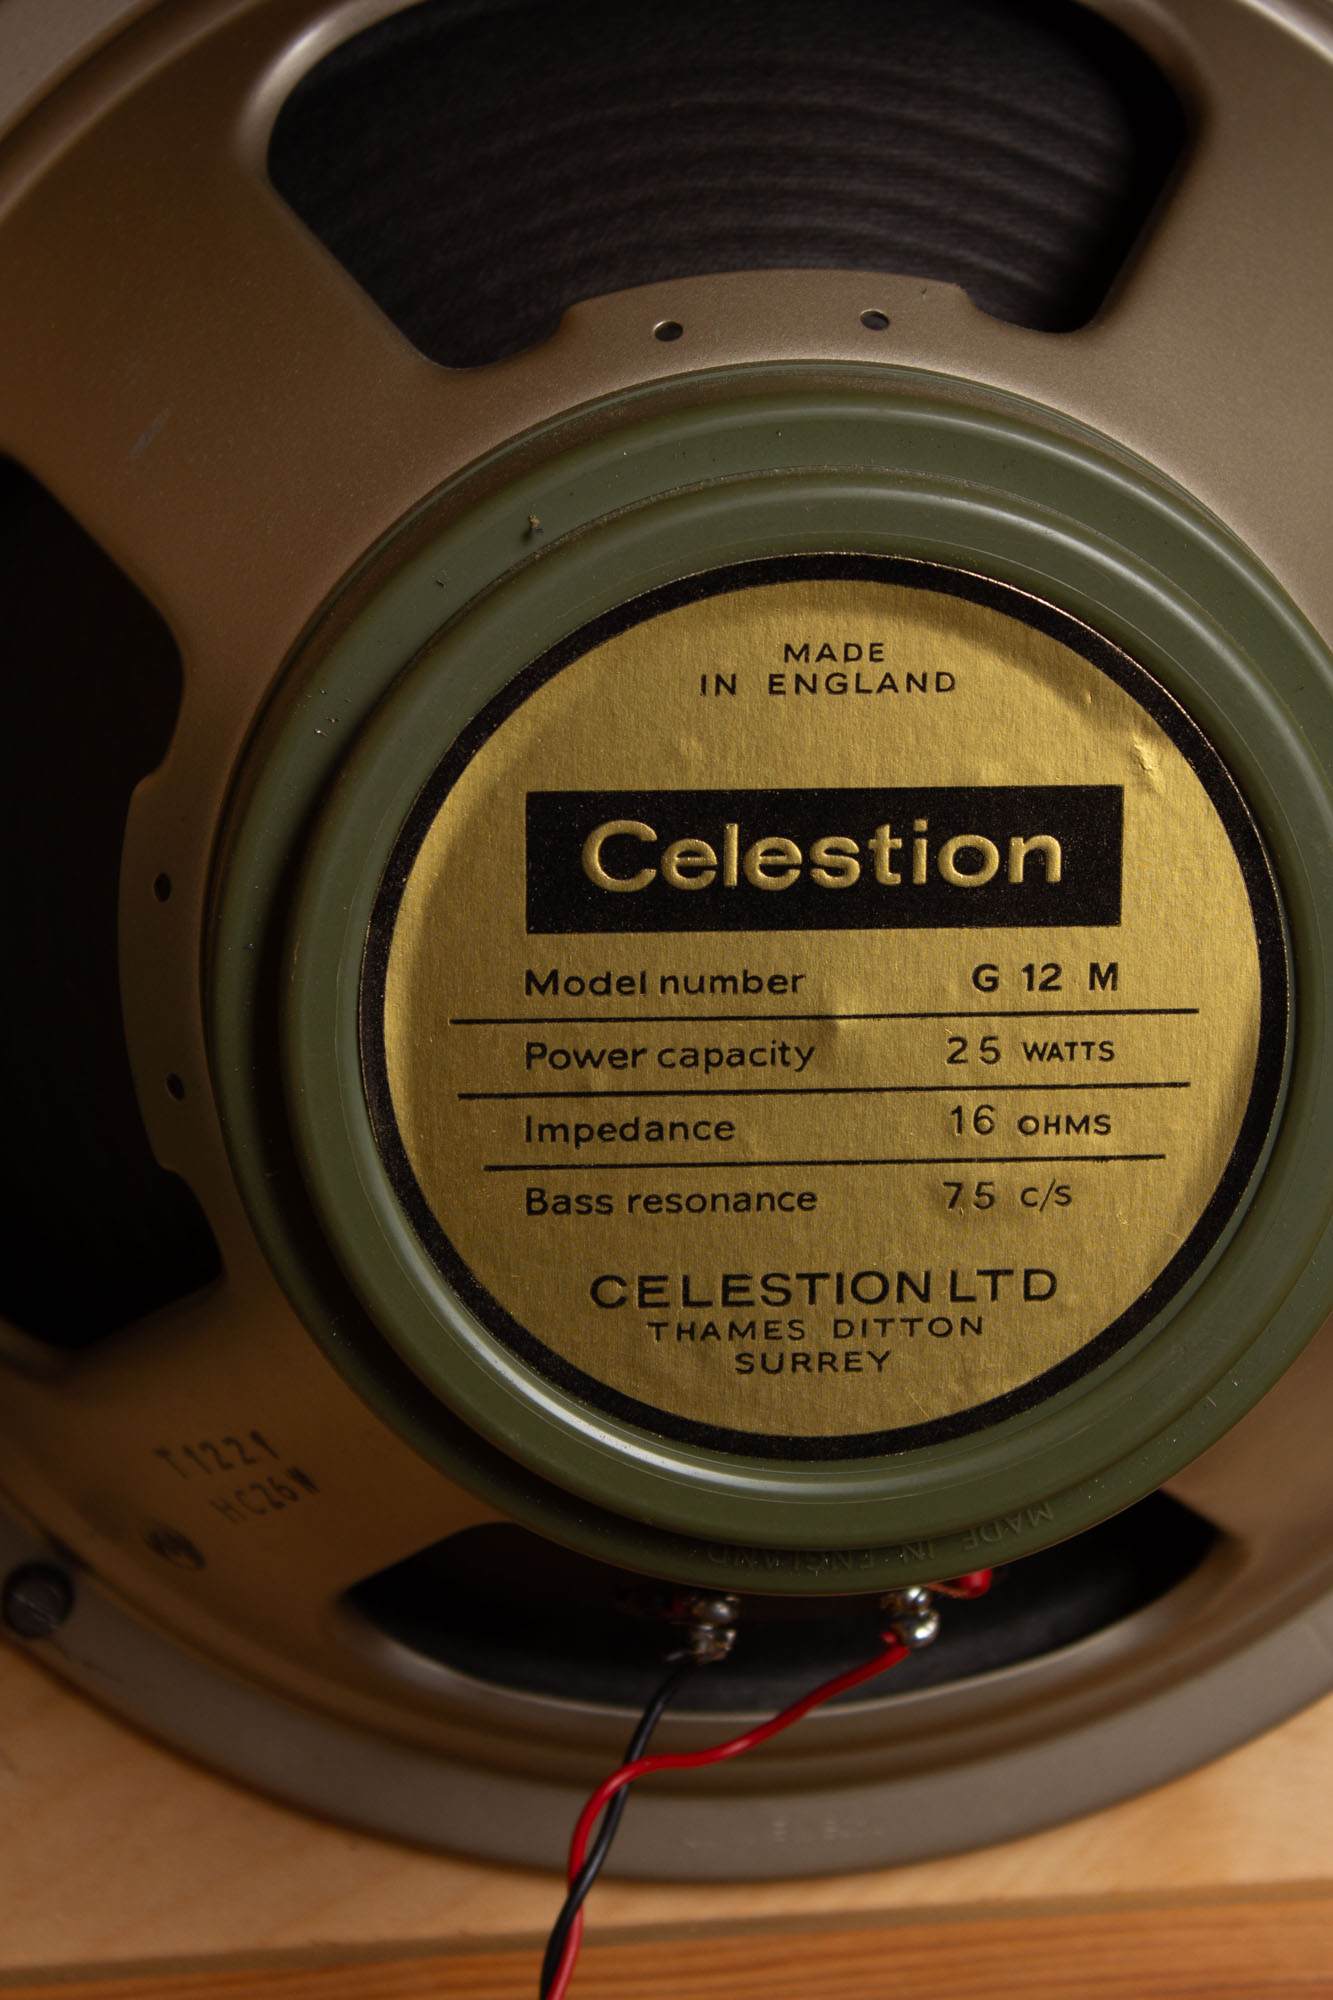 MADE
IN ENGLAND
Celestion
Model number G 12 M
Power capacity 25 WATTS
Impedance 16 OHMS
Bass resonance 75 c/s
CELESTION LTD
THAMES DITTON
SURREY
T1221
HC26W
MADE IN ENGLAND